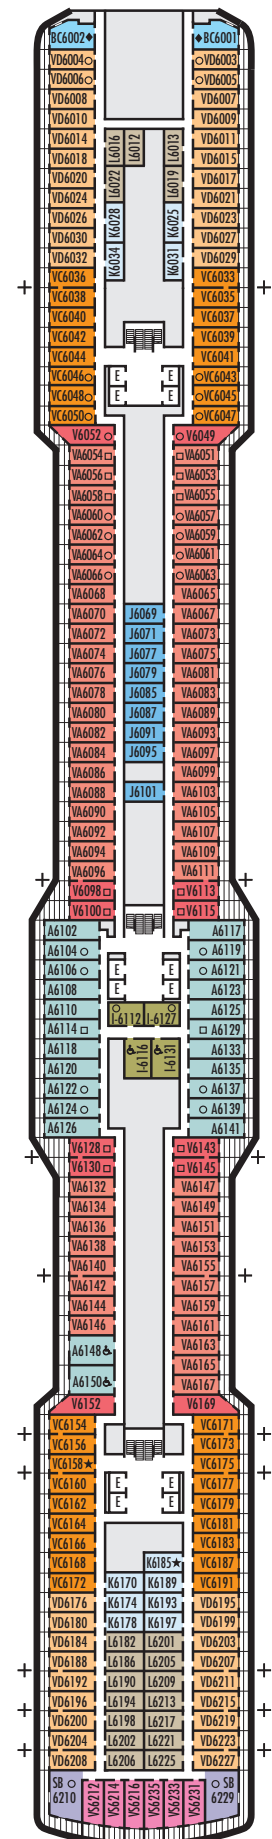 BC6002♦ ♦BC6001
VD6004○ ○VD6003
VD6006○ ○VD6005
VD6008 VD6007
VD6010 VD6009
VD6014 L6016 L6012 L6013 VD6011
VD6018 VD6015
VD6020 L6022 L6019 VD6017
VD6024 VD6021
VD6026 K6028 K6025 VD6023
VD6030 VD6027
VD6032 K6034 K6031 VD6029
VC6036 VC6033
VC6038 VC6035
VC6040 VC6037
VC6042 VC6039
VC6044 VC6041
VC6046○ E E ○VC6043
VC6048○ E E ○VC6045
VC6050○ ○VC6047
V6052○ ○V6049
VA6054□ □VA6051
VA6056□ □VA6053
VA6058□ □VA6055
VA6060○ ○VA6057
VA6062○ ○VA6059
VA6064○ ○VA6061
VA6066○ ○VA6063
VA6068 VA6065
VA6070 J6069 VA6067
VA6072 J6071 VA6073
VA6074 J6077 VA6075
VA6076 J6079 VA6081
VA6078 J6085 VA6083
VA6080 J6087 VA6089
VA6082 J6091 VA6093
VA6084 J6095 VA6097
VA6086 VA6099
VA6088 J6101 VA6103
VA6090 VA6105
VA6092 VA6107
VA6094 VA6109
VA6096 VA6111
V6098□ □V6113
V6100□ □V6115
A6102 A6117
A6104○ ○A6119
A6106○ E E ○A6121
A6108 E E A6123
A6110 I-6112 I-6127 A6125
A6114□ □A6129
A6118 I-6116 I-6131 A6133
A6120 A6135
A6122○ ○A6137
A6124○ ○A6139
A6126 A6141
V6128□ □V6143
V6130□ □V6145
VA6132 VA6147
VA6134 VA6149
VA6136 VA6151
VA6138 VA6153
VA6140 VA6155
VA6142 VA6157
VA6144 VA6159
VA6146 VA6161
A6148♿ VA6163
VA6165
A6150♿ VA6167
V6152 V6169
VC6154 VC6171
VC6156 VC6173
VC6158★ VC6175
VC6160 E E VC6177
VC6162 E E VC6179
VC6164 VC6181
VC6166 VC6183
VC6168 K6185★ VC6187
VC6172 K6170 K6189 VC6191
VD6176 K6174 K6193 VD6195
VD6180 K6178 K6197 VD6199
VD6184 L6182 L6201 VD6203
VD6188 L6186 L6205 VD6207
VD6192 L6190 L6209 VD6211
VD6196 L6194 L6213 VD6215
VD6200 L6198 L6217 VD6219
VD6204 L6202 L6221 VD6223
VD6208 L6206 L6225 VD6227
SB ○ 6210 VS6212 VS6214 VS6216 VS6235 VS6233 VS6231 ○ SB 6229